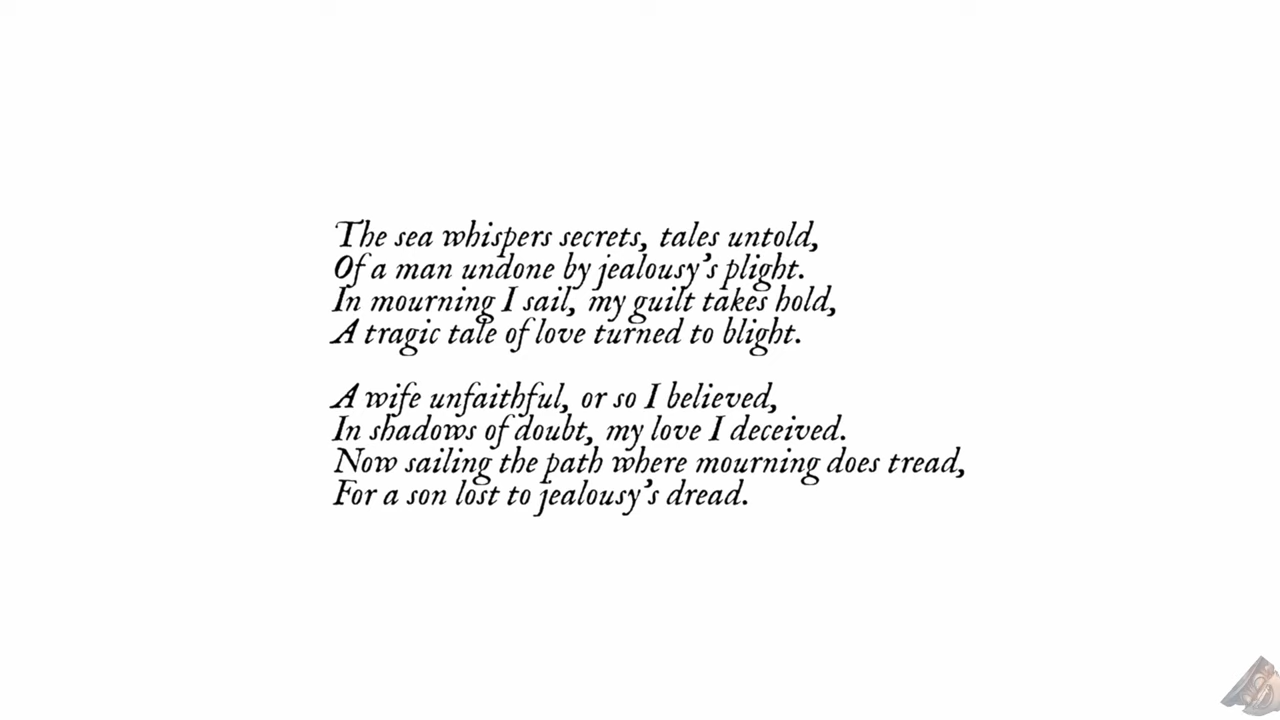 The sea whispers secrets, tales untold,
Of a man undone by jealousy’s plight.
In mourning I sail, my guilt takes hold,
A tragic tale of love turned to blight.
A wife unfaithful, or so I believed,
In shadows of doubt, my love I deceived.
Now sailing the path where mourning does tread,
For a son lost to jealousy’s dread.